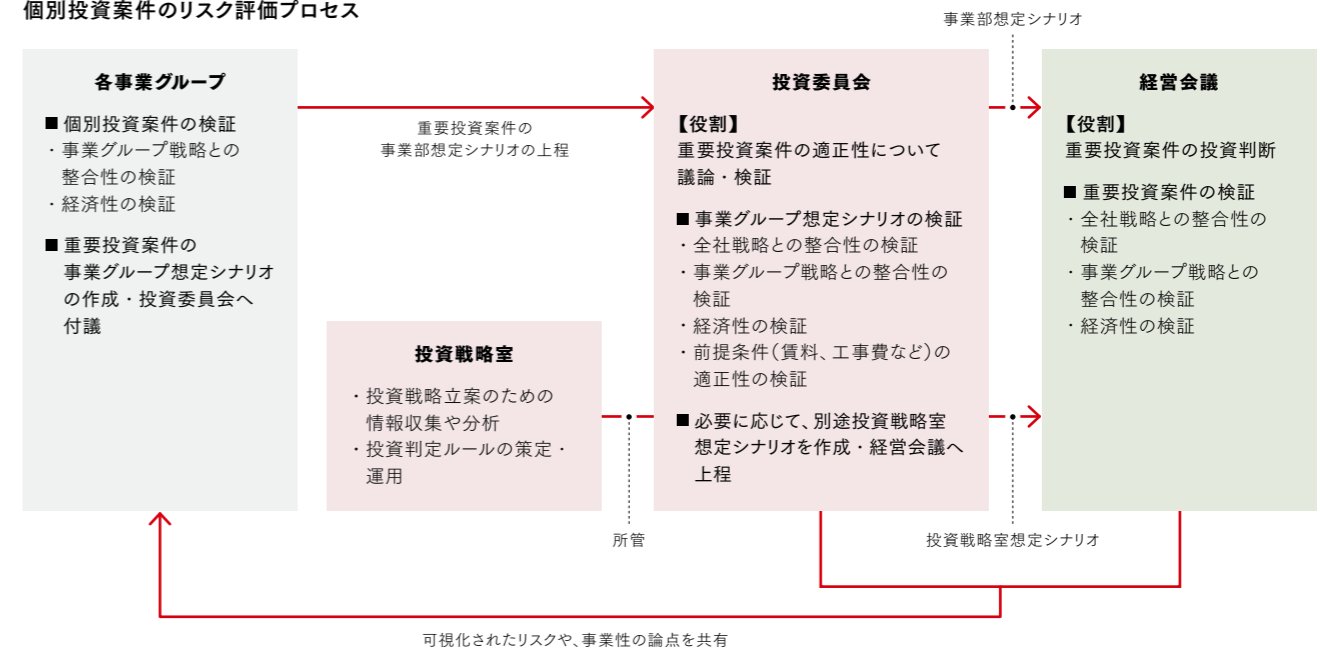 個別投資案件のリスク評価プロセス
事業部想定シナリオ
各事業グループ
■ 個別投資案件の検証
・事業グループ戦略との
整合性の検証
・経済性の検証
■ 重要投資案件の
事業グループ想定シナリオ
の作成・投資委員会へ
付議
重要投資案件の
事業部想定シナリオの上程
投資戦略室
・投資戦略立案のための
情報収集や分析
・投資判定ルールの策定・
運用
所管
投資委員会
【役割】
重要投資案件の適正性について
議論・検証
■ 事業グループ想定シナリオの検証
・全社戦略との整合性の検証
・事業グループ戦略との整合性の
検証
・経済性の検証
・前提条件(賃料、工事費など)の
適正性の検証
■ 必要に応じて、別途投資戦略室
想定シナリオを作成・経営会議へ
上程
経営会議
【役割】
重要投資案件の投資判断
■ 重要投資案件の検証
・全社戦略との整合性の
検証
・事業グループ戦略との
整合性の検証
・経済性の検証
投資戦略室想定シナリオ
可視化されたリスクや、事業性の論点を共有